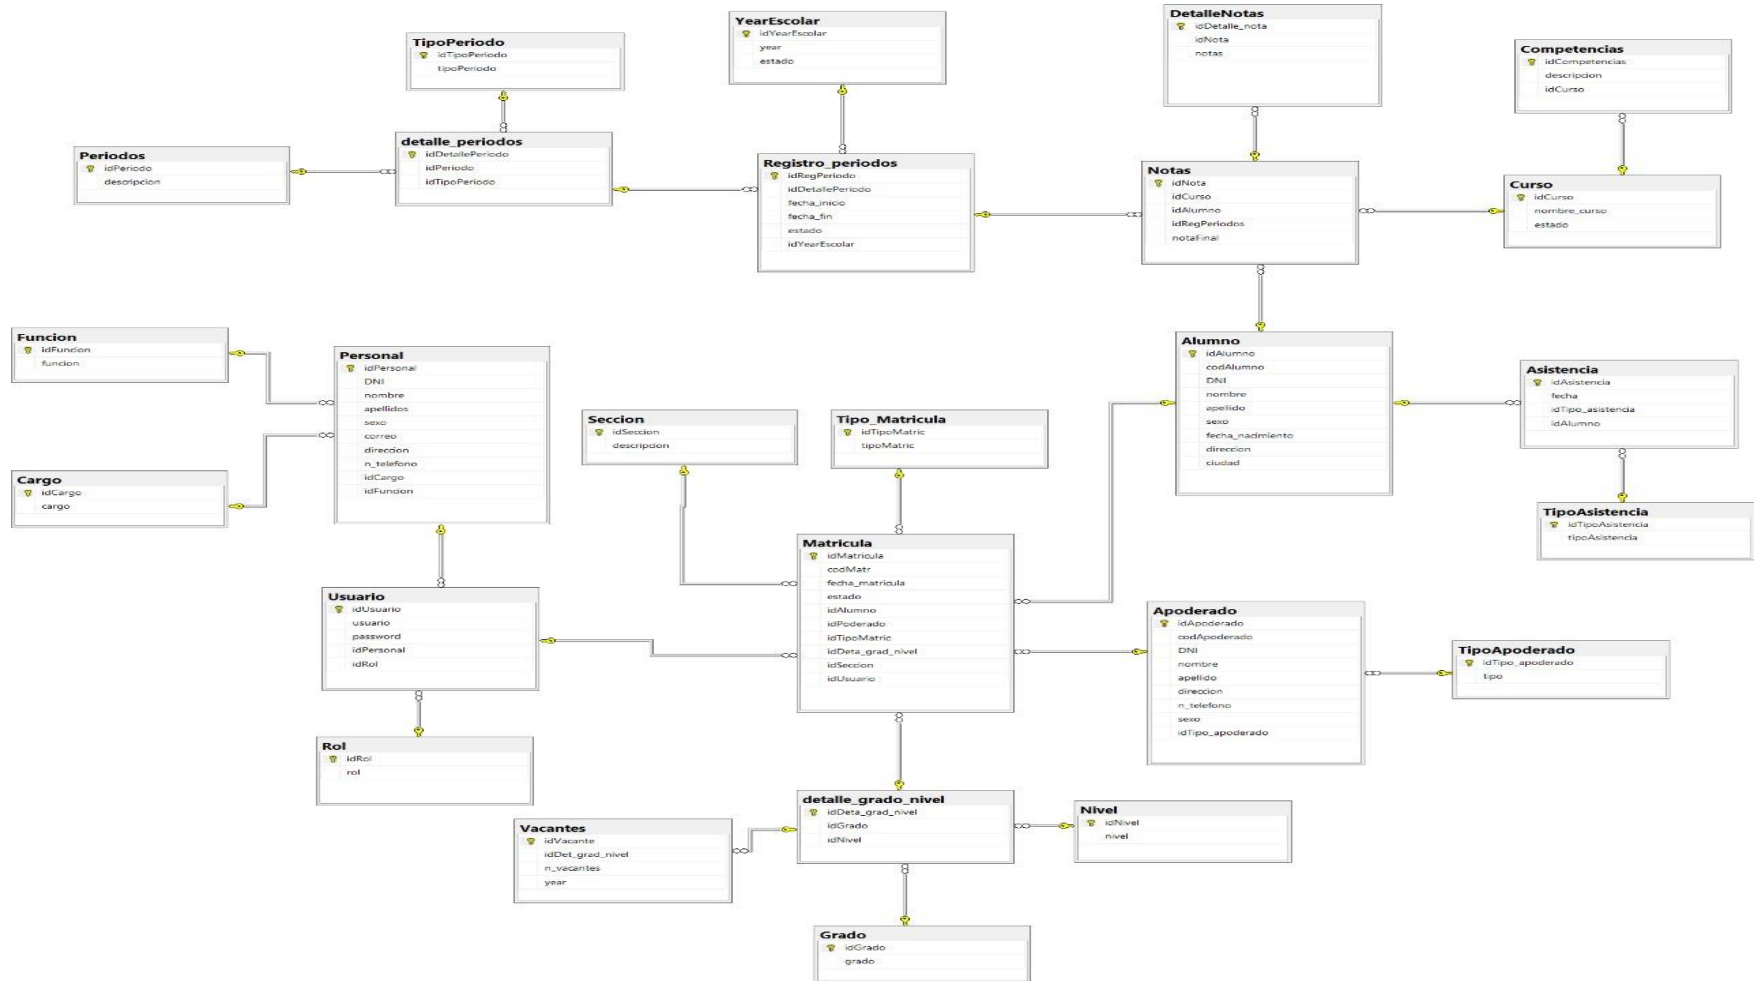 TipoPeriodo
idTipoPeriodo
tipoPeriodo
YearEscolar
idYearEscolar
year
estado
DetalleNotas
idDetalle_nota
idNota
notas
Competencias
idCompetencias
descripcion
idCurso
Periodos
idPeriodo
descripcion
detalle_periodos
idDetallePeriodo
idPeriodo
idTipoPeriodo
Registro_periodos
idRegPeriodo
idDetallePeriodo
fecha_inicio
fecha_fin
estado
idYearEscolar
Notas
idNota
idCurso
idAlumno
idRegPeriodos
notaFinal
Curso
idCurso
nombre_curso
estado
Funcion
idFuncion
funcion
Personal
idPersonal
DNI
nombre
apellidos
sexo
correo
direccion
n_telefono
idCargo
idFuncion
Cargo
idCargo
cargo
Seccion
idSeccion
descripcion
Tipo_Matricula
idTipoMatric
tipoMatric
Alumno
idAlumno
codAlumno
DNI
nombre
apellido
sexo
fecha_nacimiento
direccion
ciudad
Asistencia
idAsistencia
fecha
idTipo_asistencia
idAlumno
TipoAsistencia
idTipoAsistencia
tipoAsistencia
Usuario
idUsuario
usuario
password
idPersonal
idRol
Matricula
idMatricula
codMatr
fecha_matricula
estado
idAlumno
idPoderado
idTipoMatric
idDeta_grad_nivel
idSeccion
idUsuario
Apoderado
idApoderado
codApoderado
DNI
nombre
apellido
direccion
n_telefono
sexo
idTipo_apoderado
TipoApoderado
idTipo_apoderado
tipo
Rol
idRol
rol
Vacantes
idVacante
idDet_grad_nivel
n_vacantes
year
detalle_grado_nivel
idDeta_grad_nivel
idGrado
idNivel
Nivel
idNivel
nivel
Grado
idGrado
grado